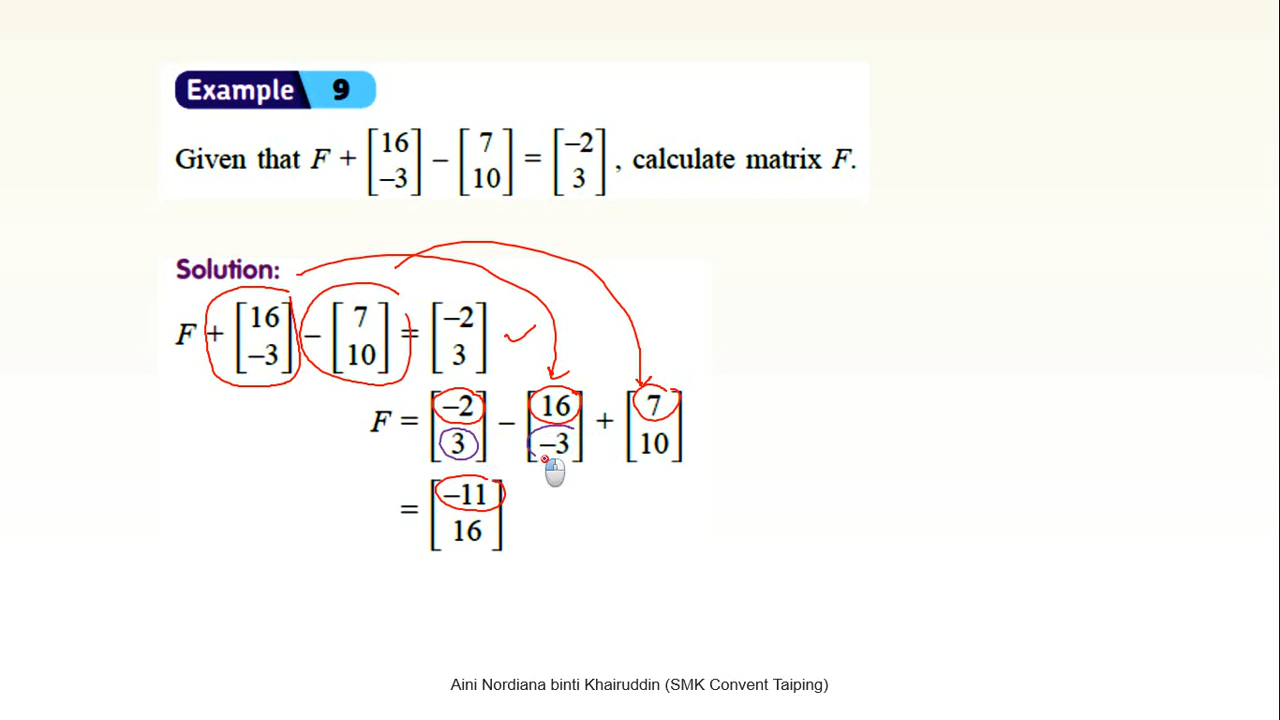 Example 9
Given that F + [16 −3] − [7 10] = [−2 3], calculate matrix F.
Solution:
F + [16 −3] − [7 10] = [−2 3]
F = [−2 3] − [16 −3] + [7 10]
= [−11 16]
Aini Nordiana binti Khairuddin (SMK Convent Taiping)